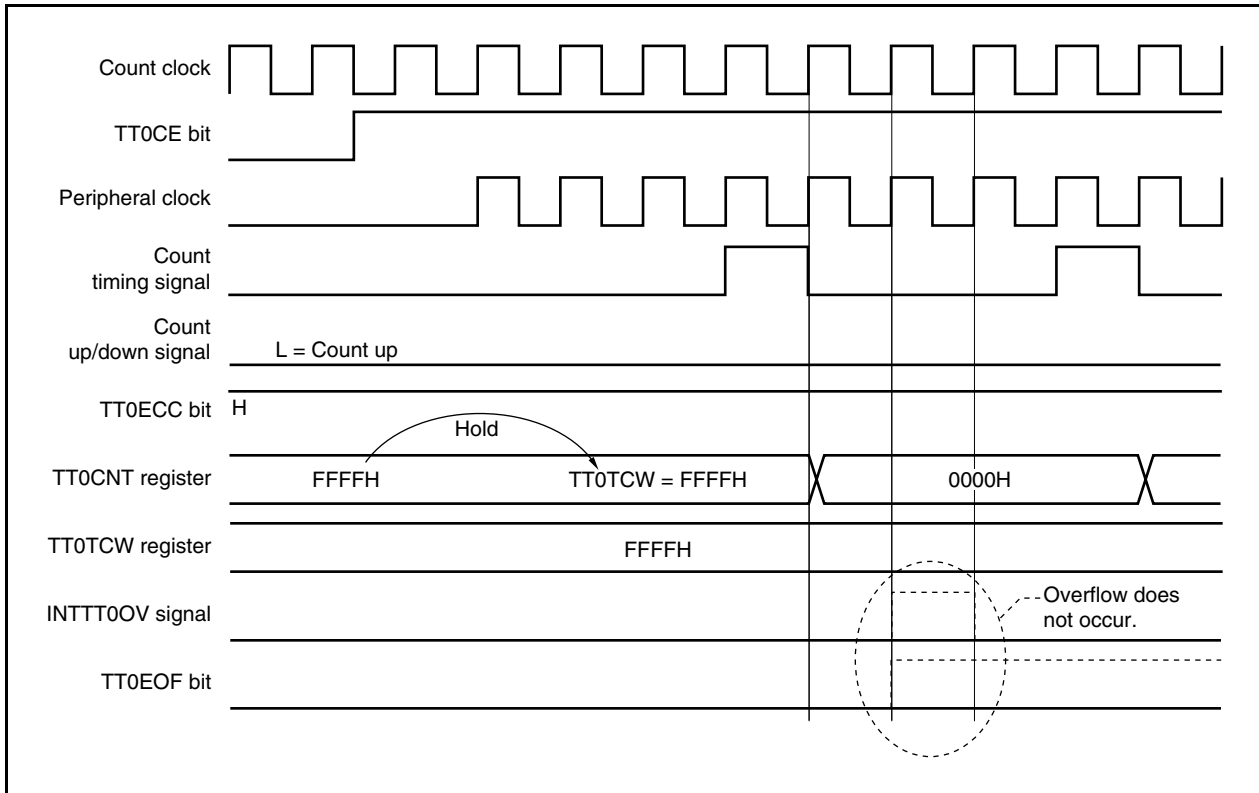 Count clock
TT0CE bit
Peripheral clock
Count
timing signal
Count
up/down signal
L = Count up
TT0ECC bit
H
Hold
TT0CNT register
FFFFH
TT0TCW = FFFFH
0000H
TT0TCW register
FFFFH
INTTT0OV signal
Overflow does
not occur.
TT0EOF bit